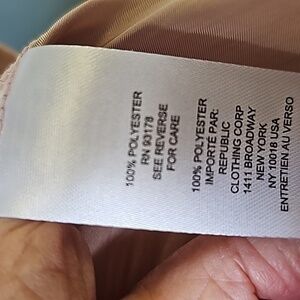 100% POLYESTER
RN 93178
SEE REVERSE
FOR CARE
100% POLYESTER
IMPORTE PAR:
REPUBLIC
CLOTHING CORP
1411 BROADWAY
NEW YORK
NY 10018 USA
ENTRETIEN AU VERSO